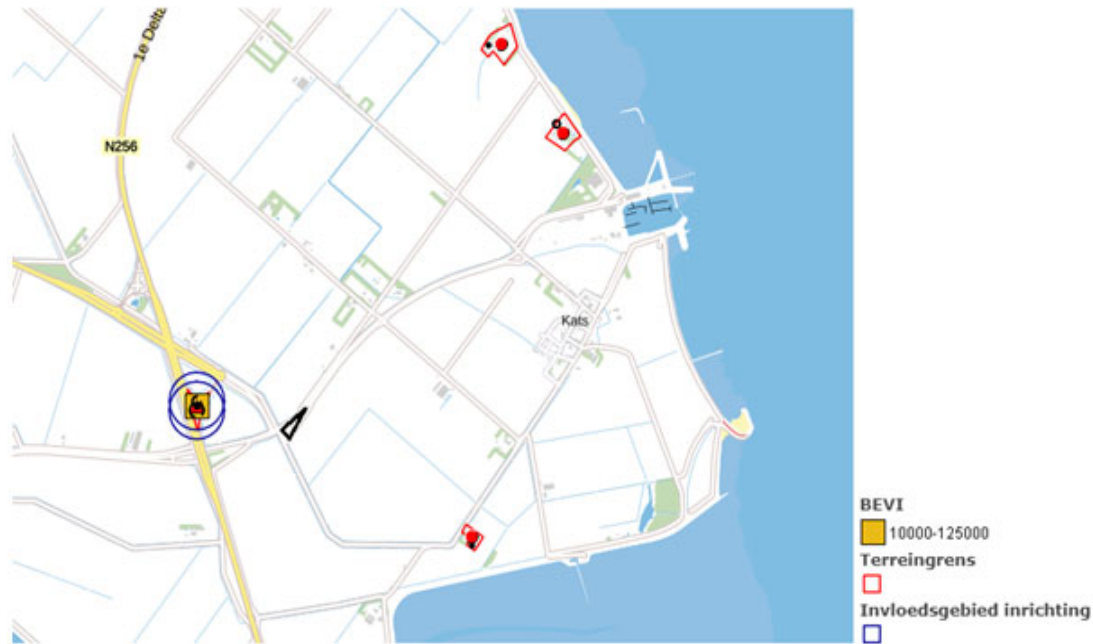 1e Delta
N256
Kats
BEVI
10000-125000
Terreingrens
Invloedsgebied inrichting